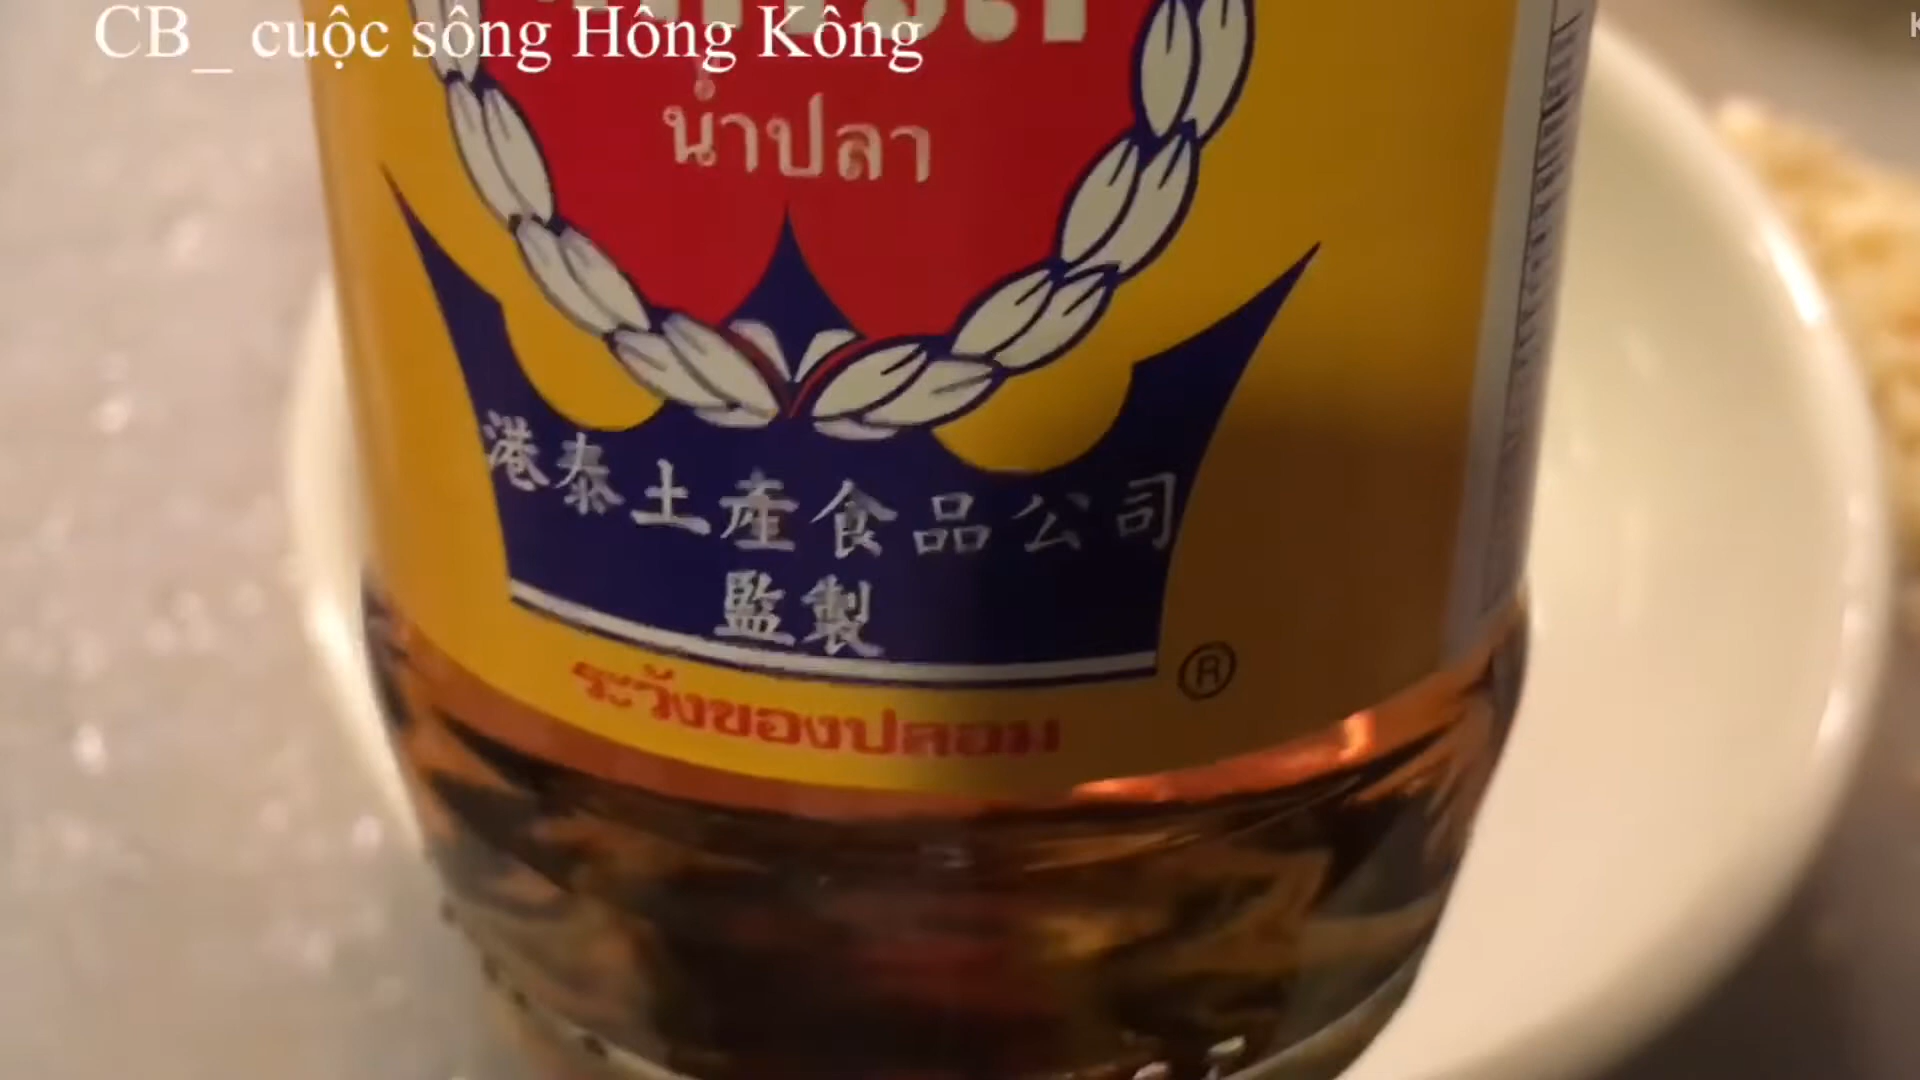 CB_ cuộc sông Hông Kông
น้ำปลา
港泰土產食品公司
監製
®
ระวังของปลอม